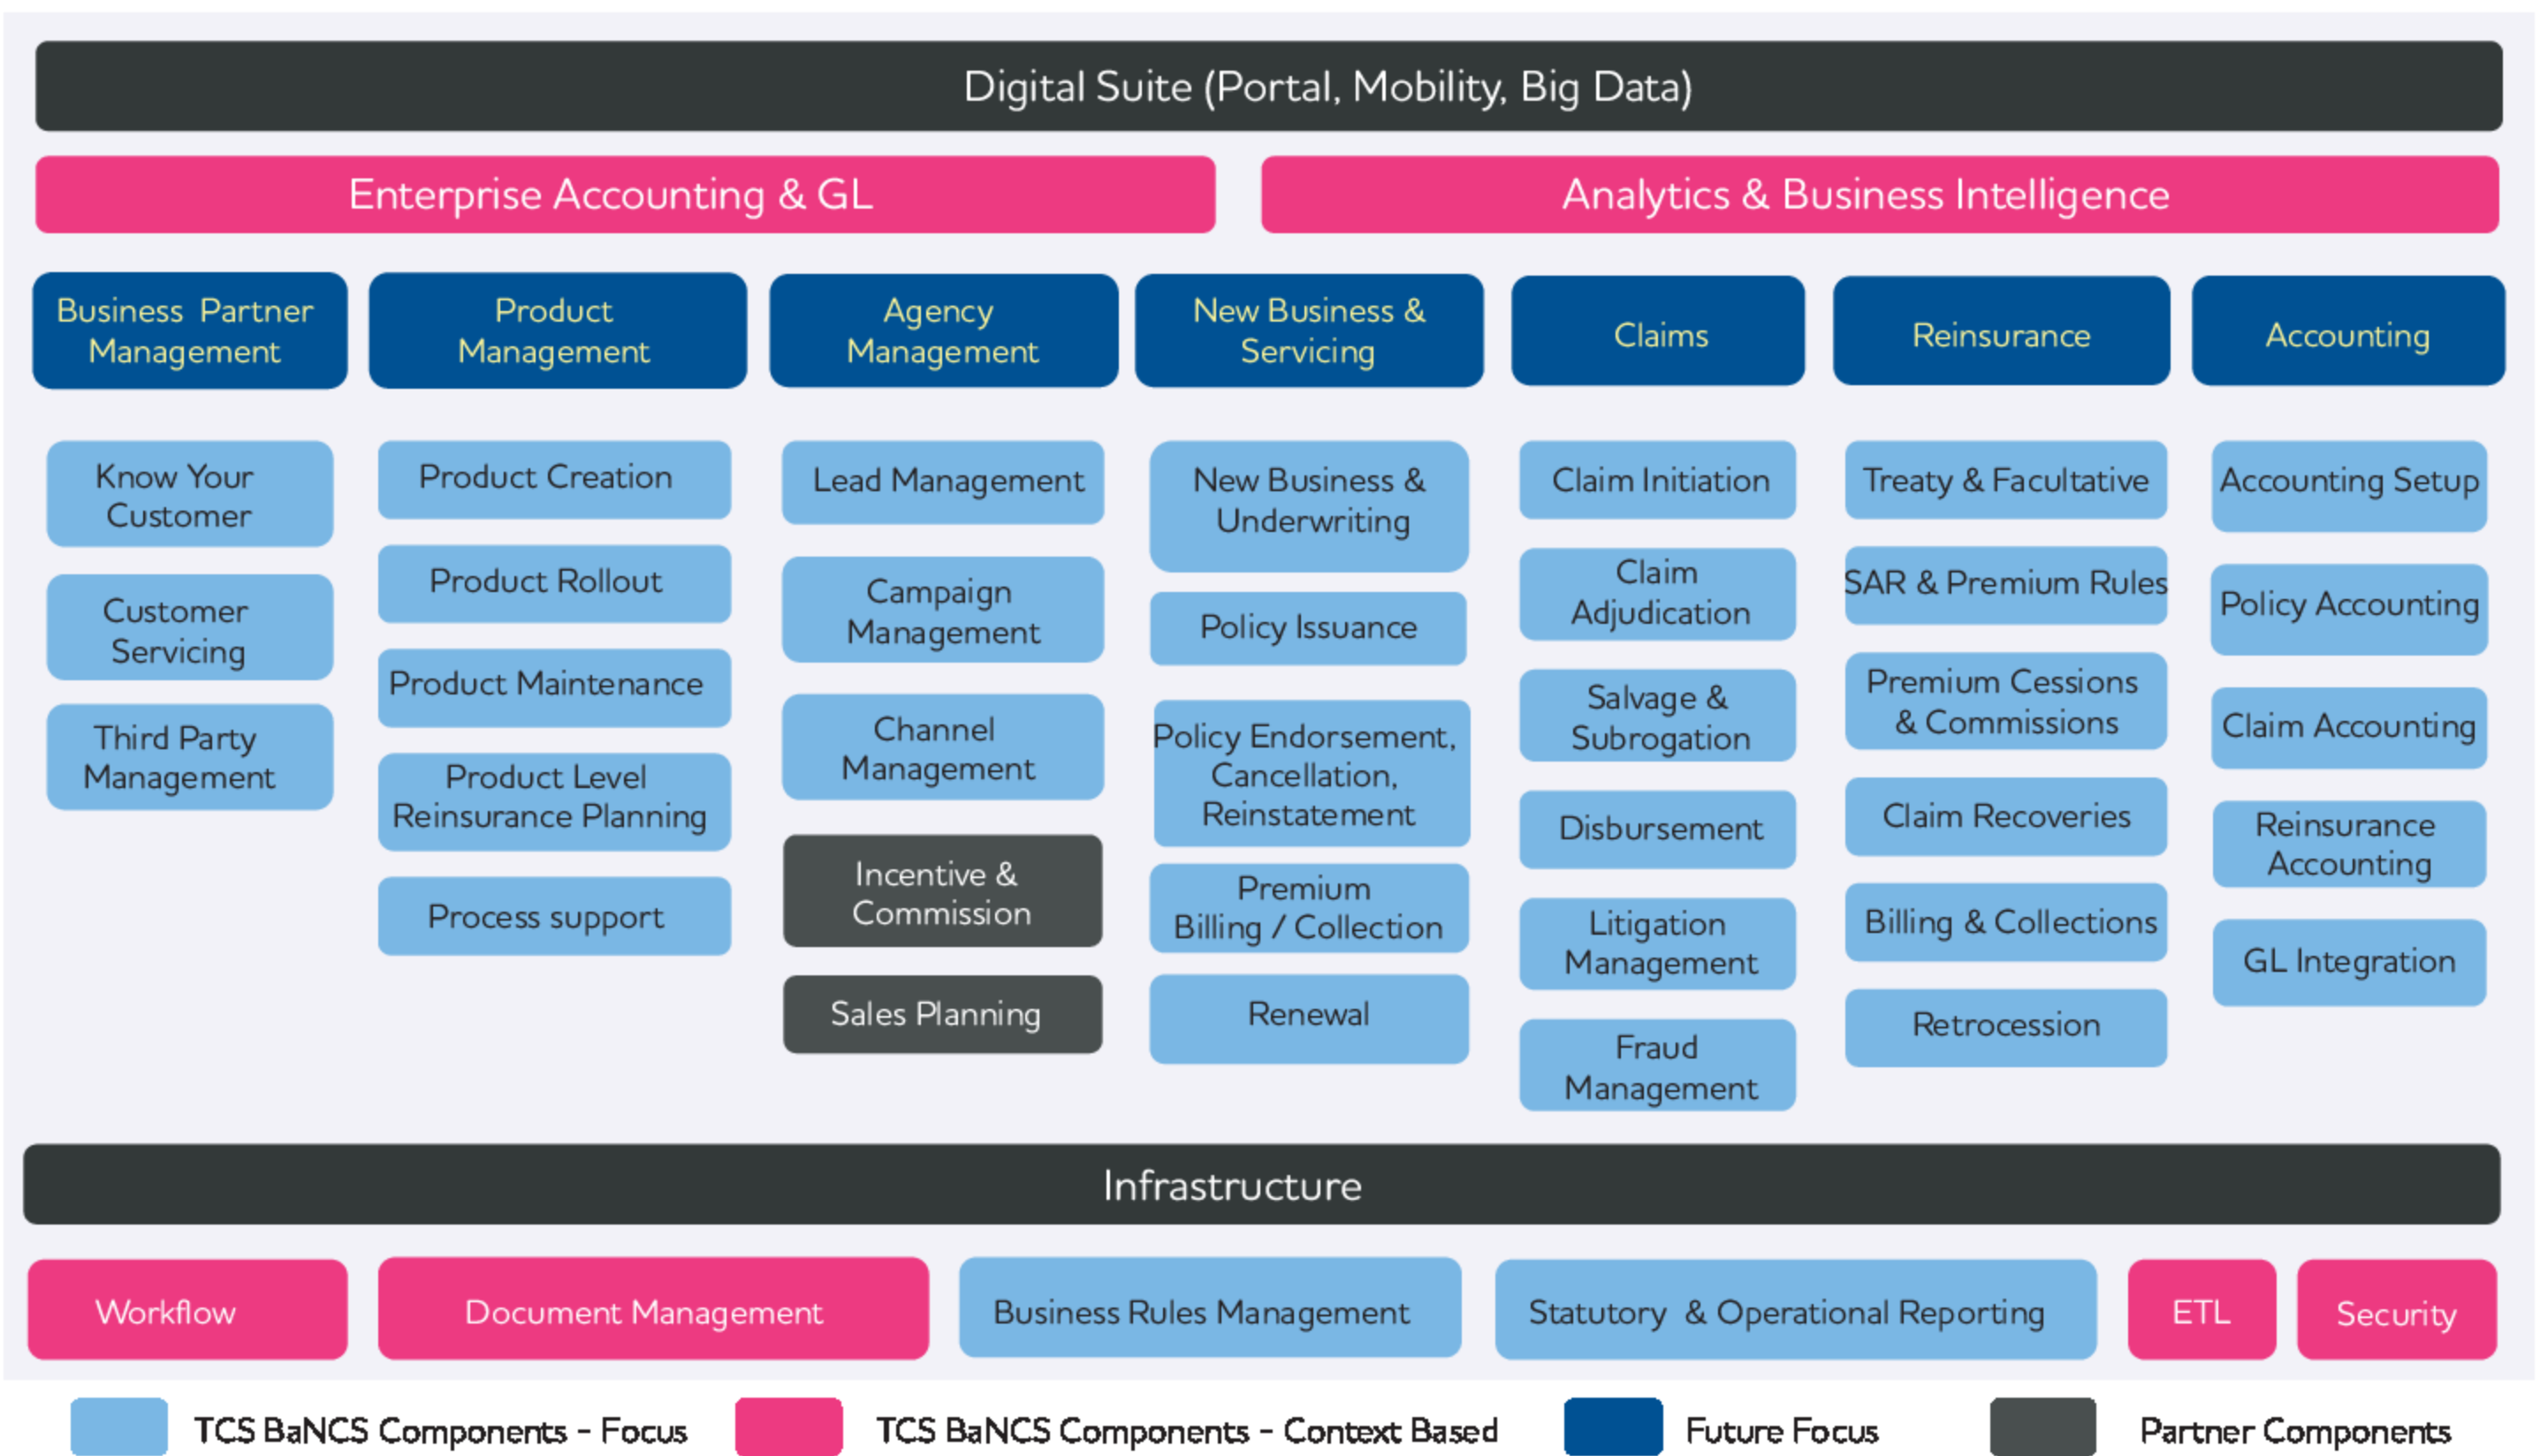 Digital Suite (Portal, Mobility, Big Data)
Enterprise Accounting & GL
Analytics & Business Intelligence
Business Partner
Management
Product
Management
Agency
Management
New Business &
Servicing
Claims
Reinsurance
Accounting
Know Your
Customer
Customer
Servicing
Third Party
Management
Product Creation
Product Rollout
Product Maintenance
Product Level
Reinsurance Planning
Process support
Lead Management
Campaign
Management
Channel
Management
Incentive &
Commission
Sales Planning
New Business &
Underwriting
Policy Issuance
Policy Endorsement,
Cancellation,
Reinstatement
Premium
Billing / Collection
Renewal
Claim Initiation
Claim
Adjudication
Salvage &
Subrogation
Disbursement
Litigation
Management
Fraud
Management
Treaty & Facultative
SAR & Premium Rules
Premium Cessions
& Commissions
Claim Recoveries
Billing & Collections
Retrocession
Accounting Setup
Policy Accounting
Claim Accounting
Reinsurance
Accounting
GL Integration
Infrastructure
Workflow
Document Management
Business Rules Management
Statutory & Operational Reporting
ETL
Security
TCS BaNCS Components - Focus
TCS BaNCS Components - Context Based
Future Focus
Partner Components